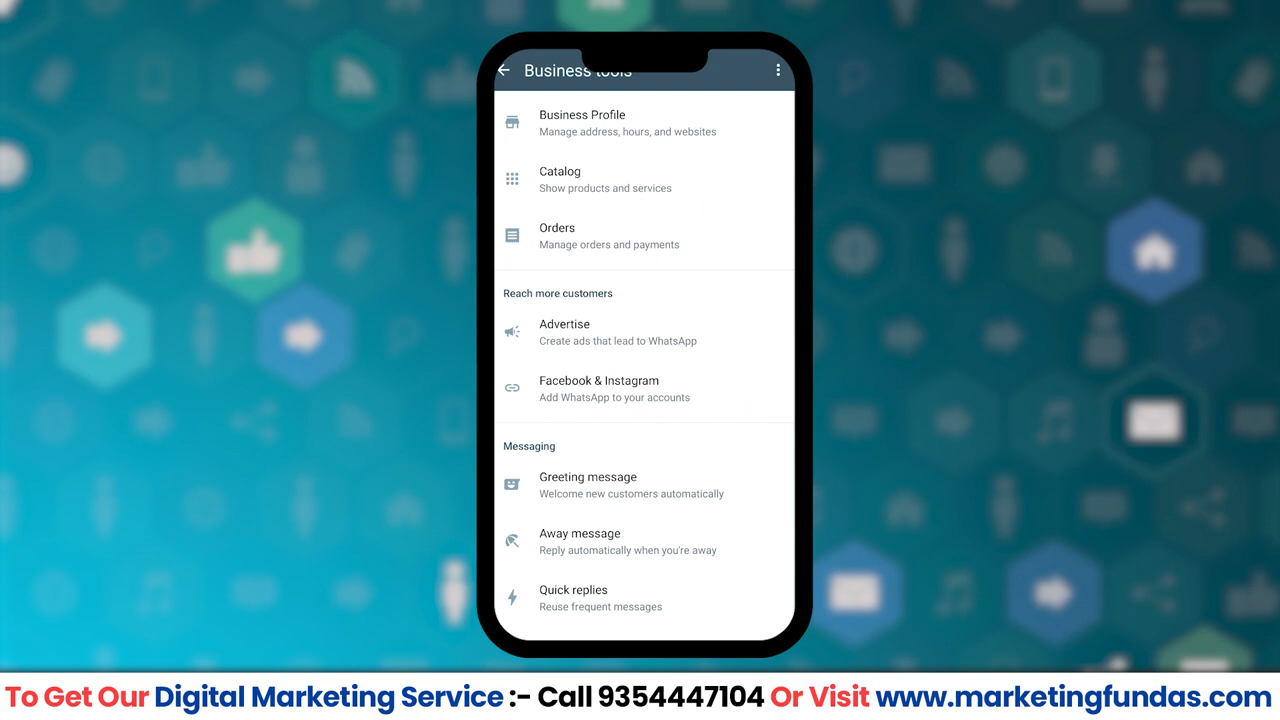 Business tools
Business Profile
Manage address, hours, and websites
Catalog
Show products and services
Orders
Manage orders and payments
Reach more customers
Advertise
Create ads that lead to WhatsApp
Facebook & Instagram
Add WhatsApp to your accounts
Messaging
Greeting message
Welcome new customers automatically
Away message
Reply automatically when you're away
Quick replies
Reuse frequent messages
To Get Our Digital Marketing Service :- Call 9354447104 Or Visit www.marketingfundas.com